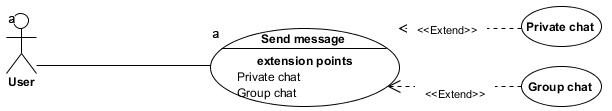 a
User
a
Send message
extension points
Private chat
Group chat
<<Extend>>
Private chat
<<Extend>>
Group chat